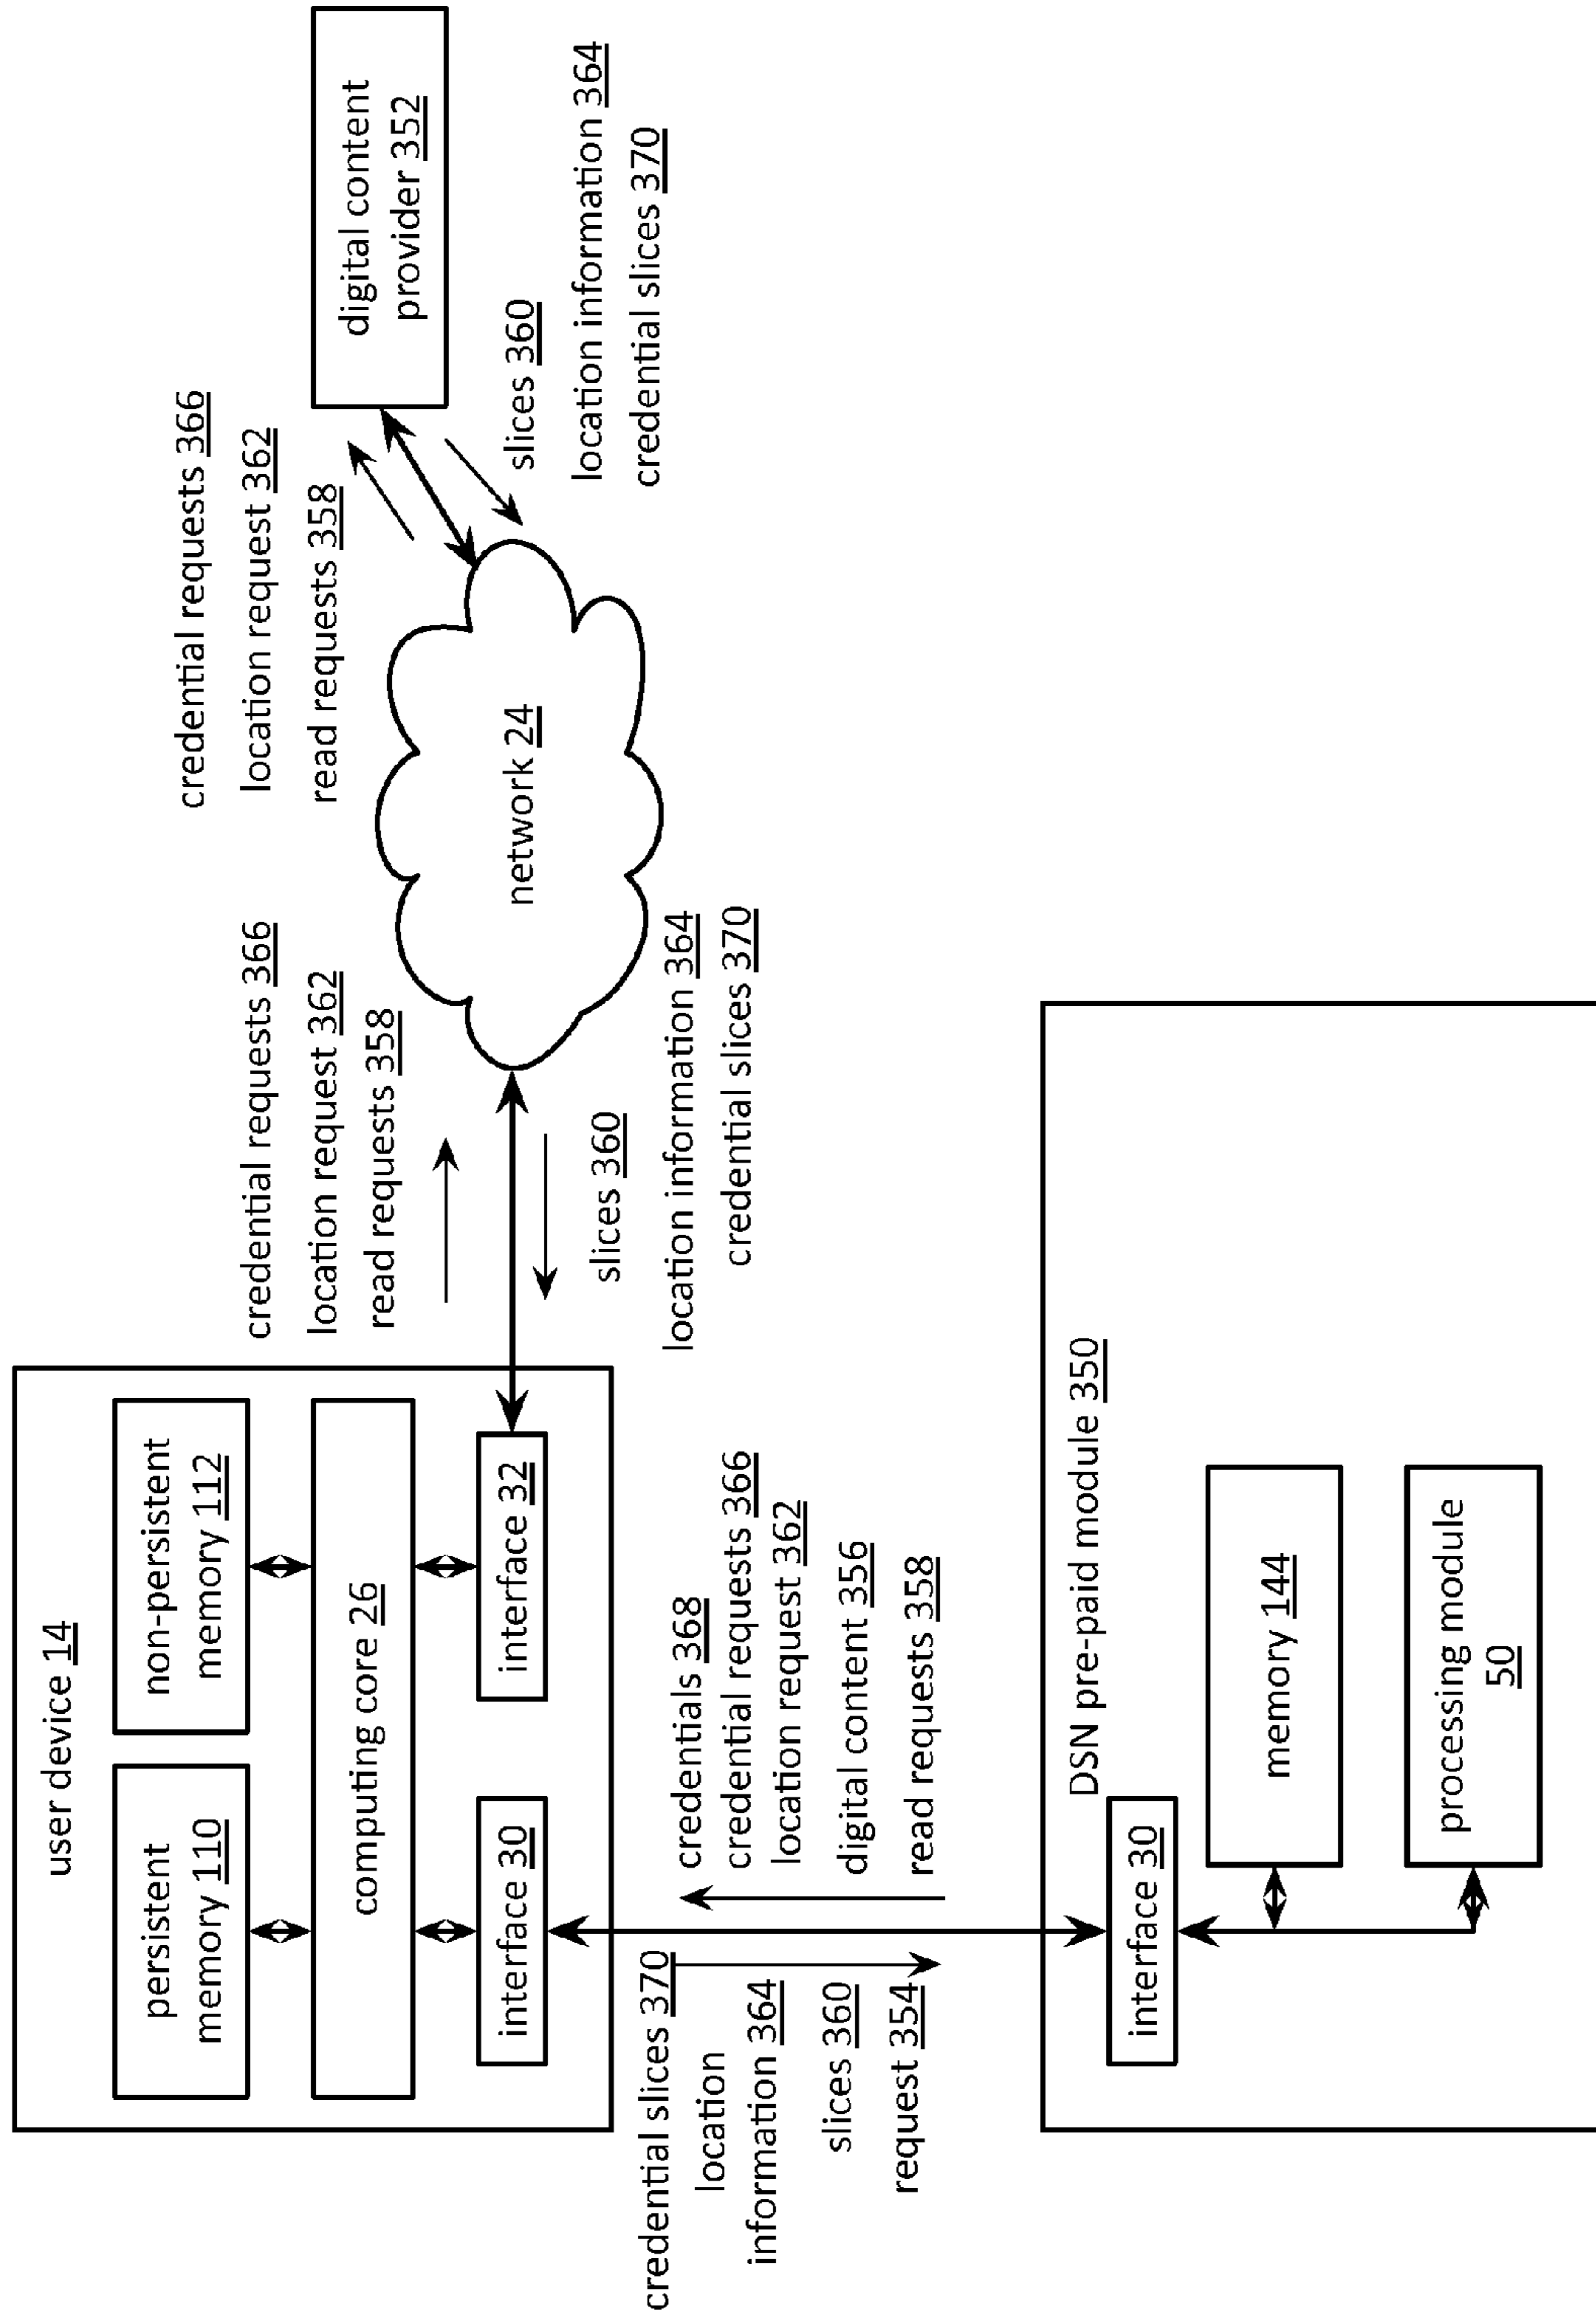 user device 14
persistent
memory 110
non-persistent
memory 112
computing core 26
interface 30
interface 32
credential requests 366
location request 362
read requests 358
slices 360
location information 364
credential slices 370
network 24
credential requests 366
location request 362
read requests 358
digital content
provider 352
slices 360
location information 364
credential slices 370
credential slices 370
location
information 364
slices 360
request 354
credentials 368
credential requests 366
location request 362
digital content 356
read requests 358
DSN pre-paid module 350
interface 30
memory 144
processing module
50